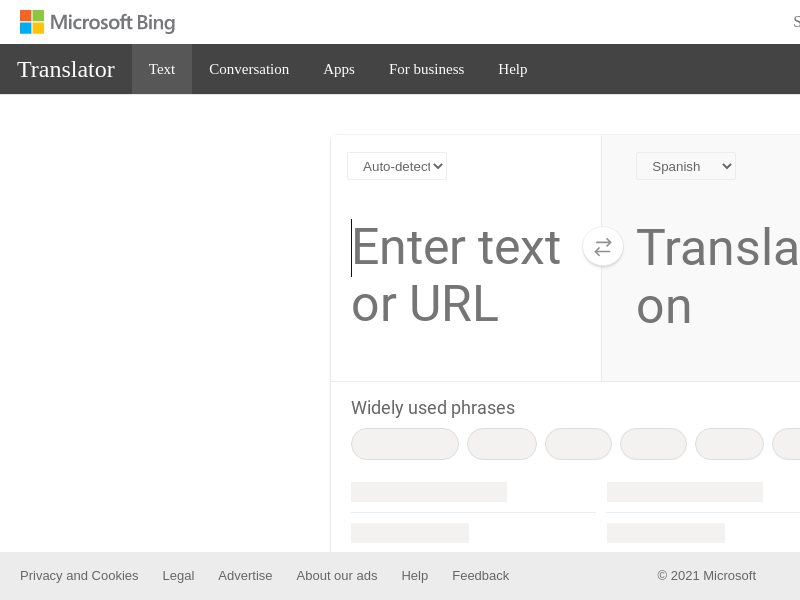 Microsoft Bing
Translator
Text
Conversation
Apps
For business
Help
Auto-detect
Spanish
Enter text
or URL
on
Widely used phrases
Privacy and Cookies
Legal
Advertise
About our ads
Help
Feedback
© 2021 Microsoft